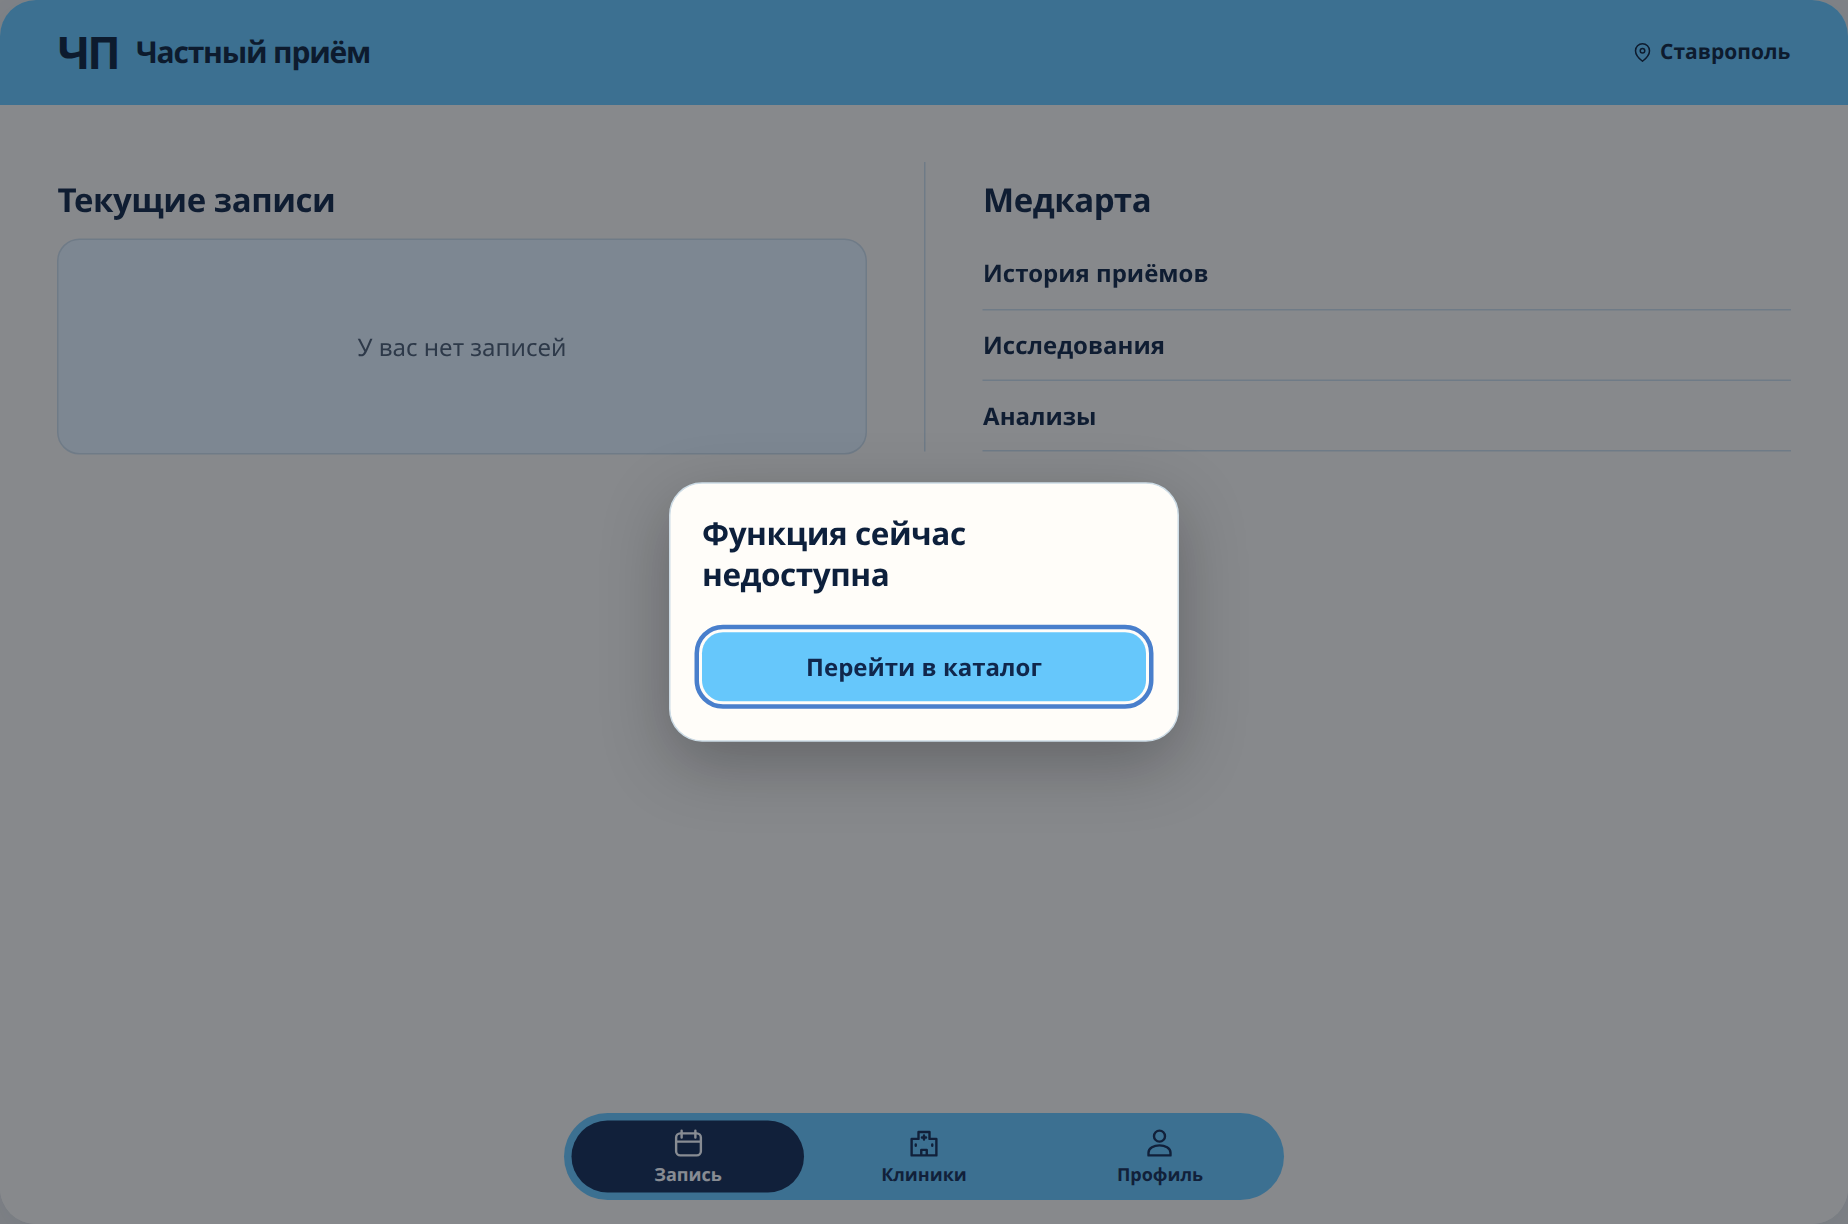 ЧП Частный приём
Ставрополь
Текущие записи
У вас нет записей
Медкарта
История приёмов
Исследования
Анализы
Функция сейчас
недоступна
Перейти в каталог
Запись
Клиники
Профиль